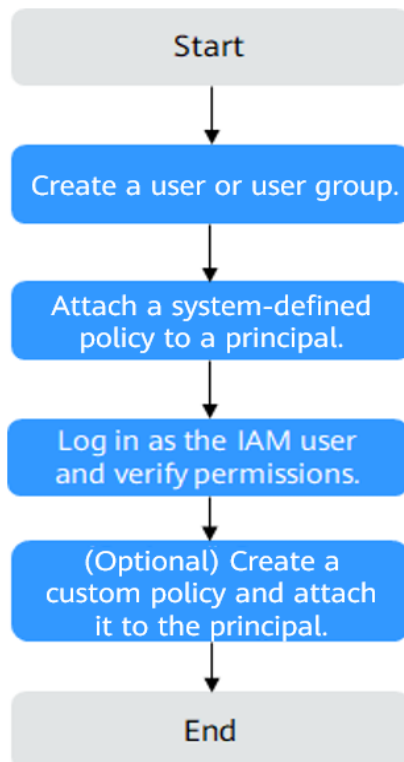 Start
Create a user or user group.
Attach a system-defined
policy to a principal.
Log in as the IAM user
and verify permissions.
(Optional) Create a
custom policy and attach
it to the principal.
End